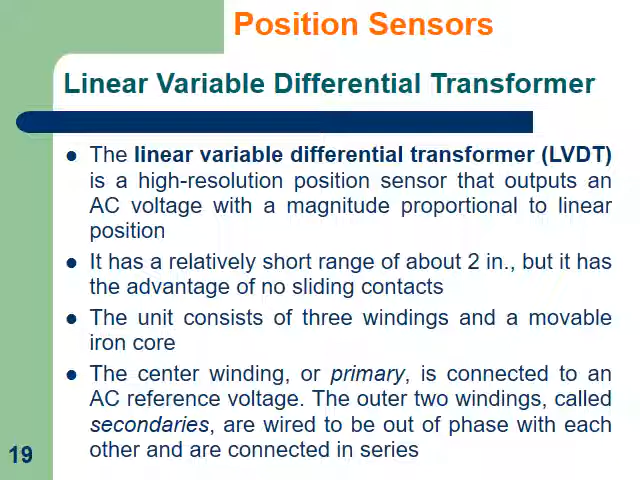 Position Sensors
Linear Variable Differential Transformer
● The linear variable differential transformer (LVDT)
is a high-resolution position sensor that outputs an
AC voltage with a magnitude proportional to linear
position
● It has a relatively short range of about 2 in., but it has
the advantage of no sliding contacts
● The unit consists of three windings and a movable
iron core
● The center winding, or primary, is connected to an
AC reference voltage. The outer two windings, called
secondaries, are wired to be out of phase with each
other and are connected in series
19